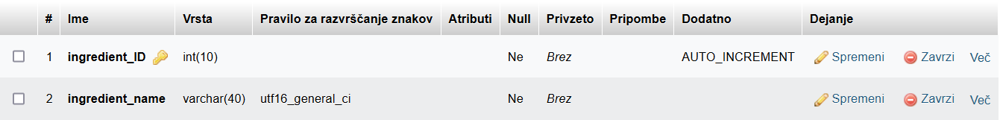 # Ime Vrsta Pravilo za razvrščanje znakov Atributi Null Privzeto Pripombe Dodatno Dejanje
1 ingredient_ID int(10) Ne Brez AUTO_INCREMENT Spremeni Zavrzi Več
2 ingredient_name varchar(40) utf16_general_ci Ne Brez Spremeni Zavrzi Več